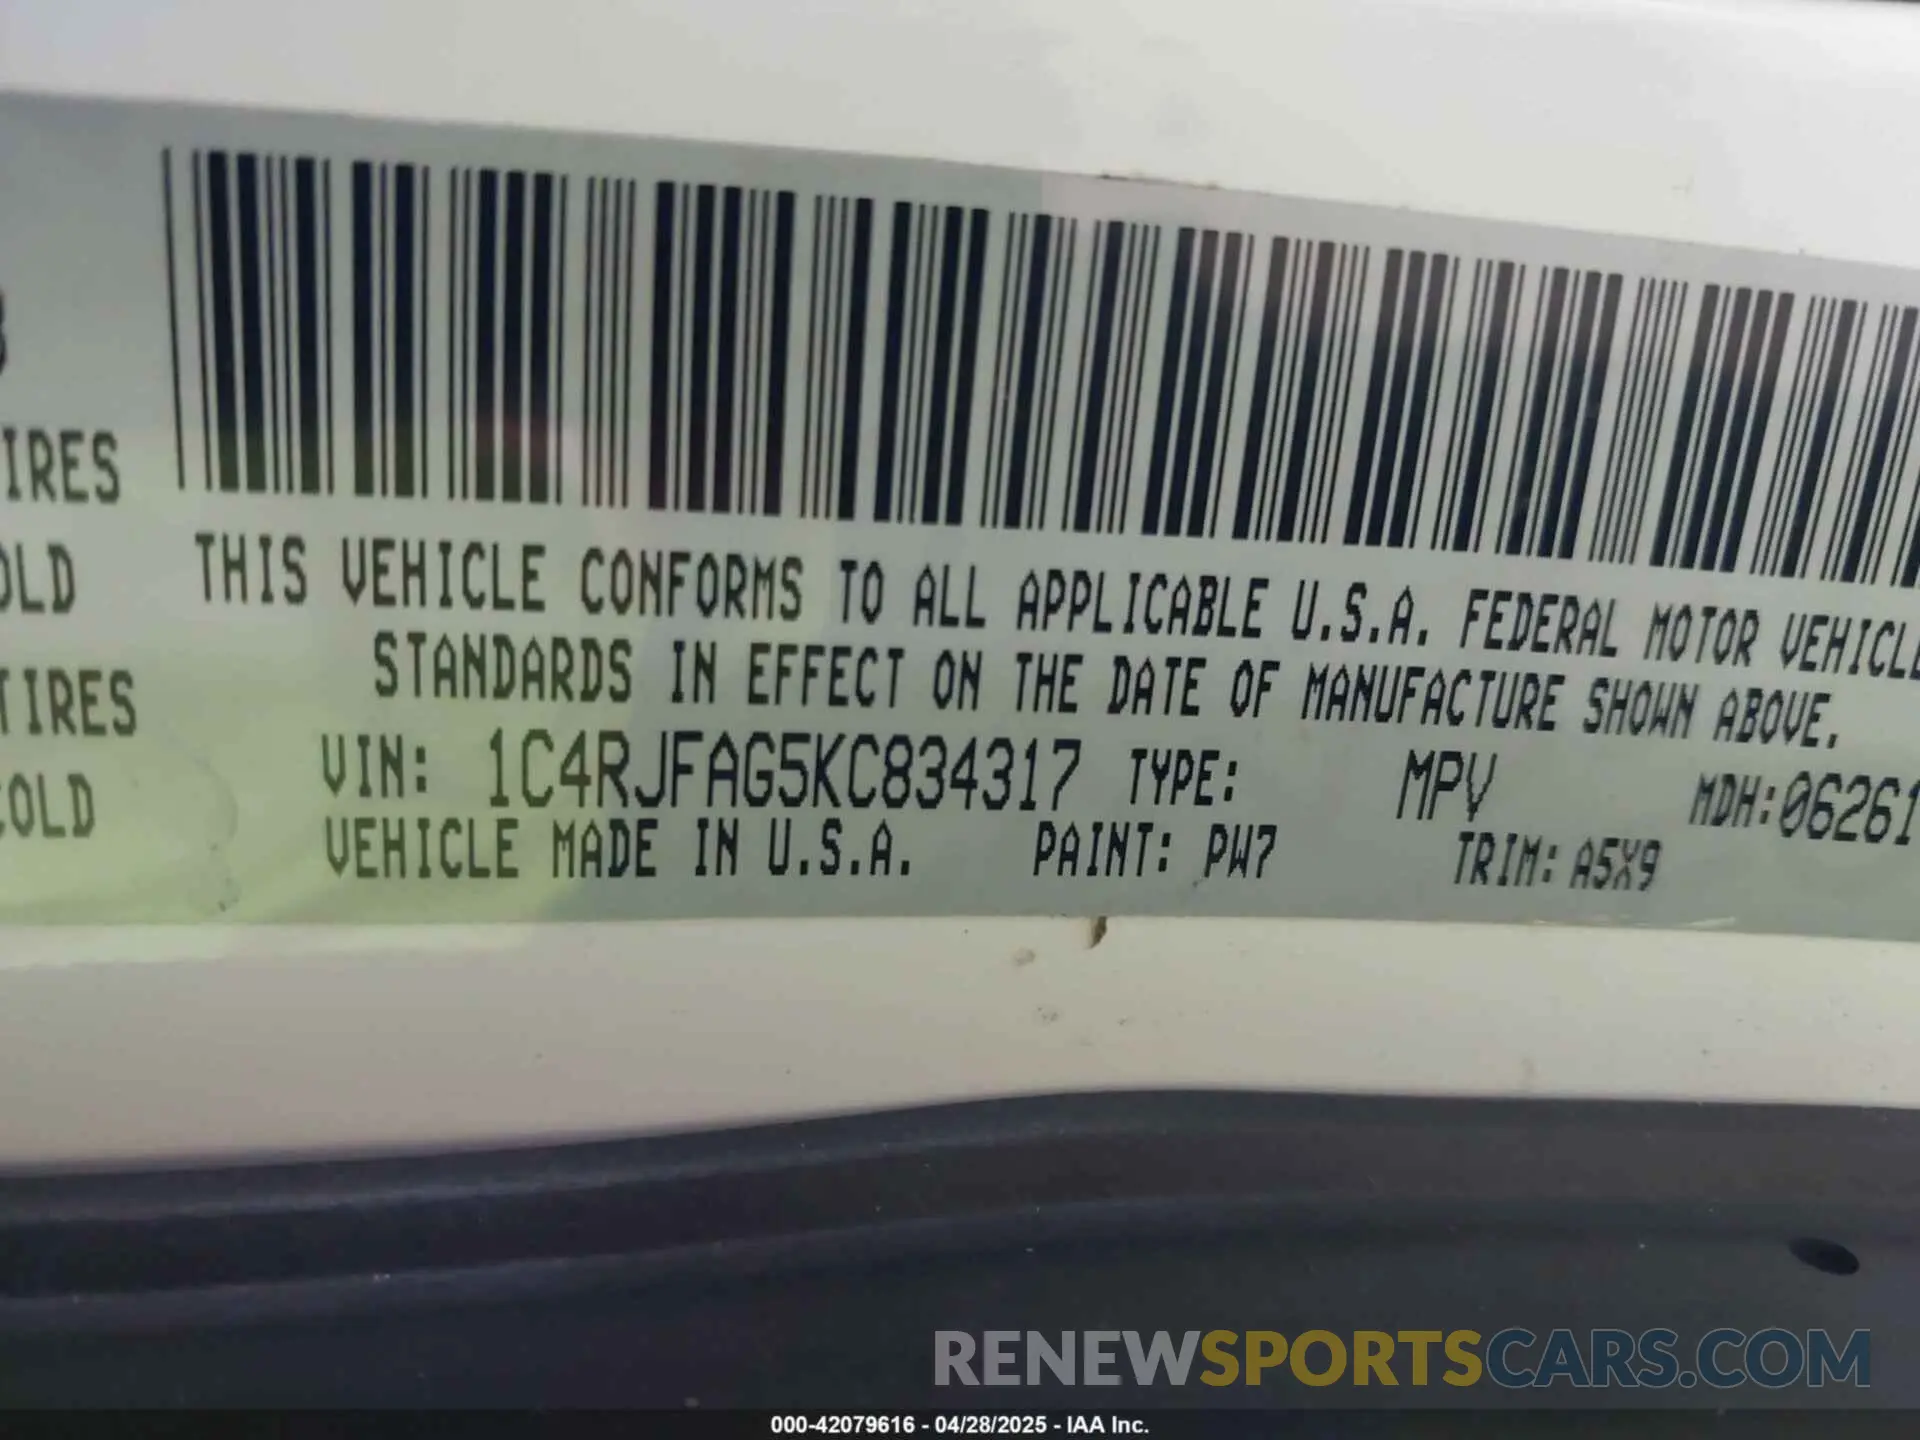 IRES
OLD
TIRES
COLD
THIS VEHICLE CONFORMS TO ALL APPLICABLE U.S.A. FEDERAL MOTOR VEHICLE
STANDARDS IN EFFECT ON THE DATE OF MANUFACTURE SHOWN ABOVE.
VIN: 1C4RJFAG5KC834317 TYPE: MPV MDH:06261
VEHICLE MADE IN U.S.A. PAINT: PW7 TRIM: A5X9
RENEWSPORTSCARS.COM
000-42079616 - 04/28/2025 - IAA Inc.